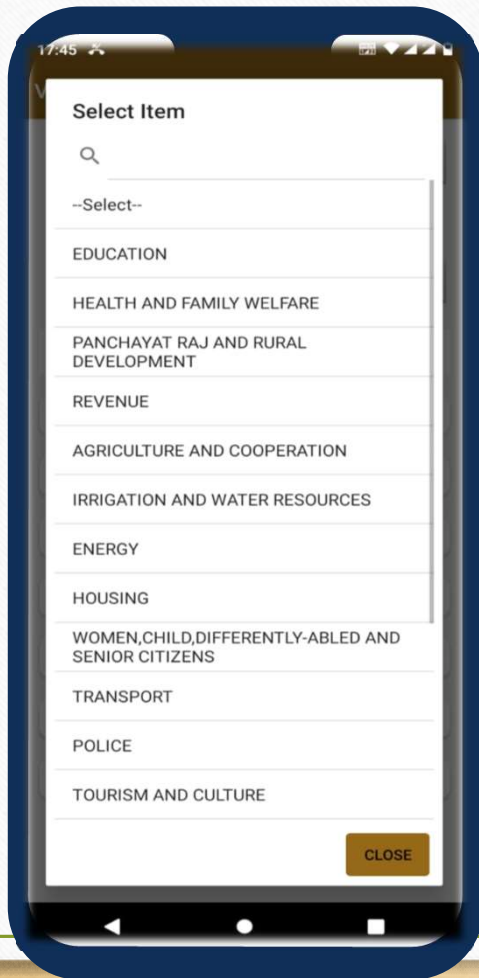 17:45
V
Select Item
--Select--
EDUCATION
HEALTH AND FAMILY WELFARE
PANCHAYAT RAJ AND RURAL
DEVELOPMENT
REVENUE
AGRICULTURE AND COOPERATION
IRRIGATION AND WATER RESOURCES
ENERGY
HOUSING
WOMEN,CHILD,DIFFERENTLY-ABLED AND
SENIOR CITIZENS
TRANSPORT
POLICE
TOURISM AND CULTURE
CLOSE